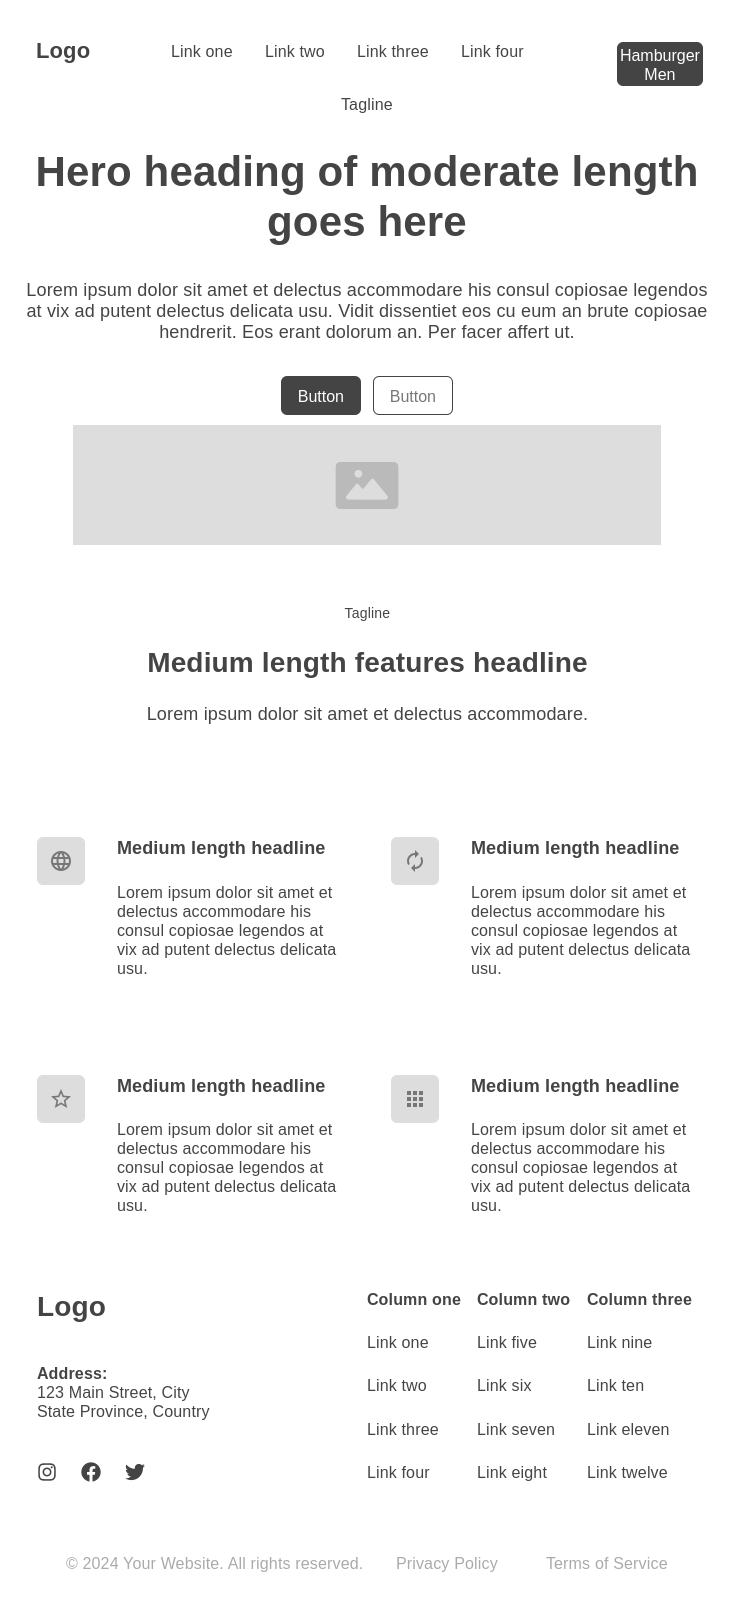 Logo
Link one
Link two
Link three
Link four
Hamburger
Men
Tagline
Hero heading of moderate length
goes here
Lorem ipsum dolor sit amet et delectus accommodare his consul copiosae legendos
at vix ad putent delectus delicata usu. Vidit dissentiet eos cu eum an brute copiosae
hendrerit. Eos erant dolorum an. Per facer affert ut.
Button
Button
Tagline
Medium length features headline
Lorem ipsum dolor sit amet et delectus accommodare.
Medium length headline
Lorem ipsum dolor sit amet et
delectus accommodare his
consul copiosae legendos at
vix ad putent delectus delicata
usu.
Medium length headline
Lorem ipsum dolor sit amet et
delectus accommodare his
consul copiosae legendos at
vix ad putent delectus delicata
usu.
Medium length headline
Lorem ipsum dolor sit amet et
delectus accommodare his
consul copiosae legendos at
vix ad putent delectus delicata
usu.
Medium length headline
Lorem ipsum dolor sit amet et
delectus accommodare his
consul copiosae legendos at
vix ad putent delectus delicata
usu.
Logo
Address:
123 Main Street, City
State Province, Country
Column one
Link one
Link two
Link three
Link four
Column two
Link five
Link six
Link seven
Link eight
Column three
Link nine
Link ten
Link eleven
Link twelve
© 2024 Your Website. All rights reserved.
Privacy Policy
Terms of Service